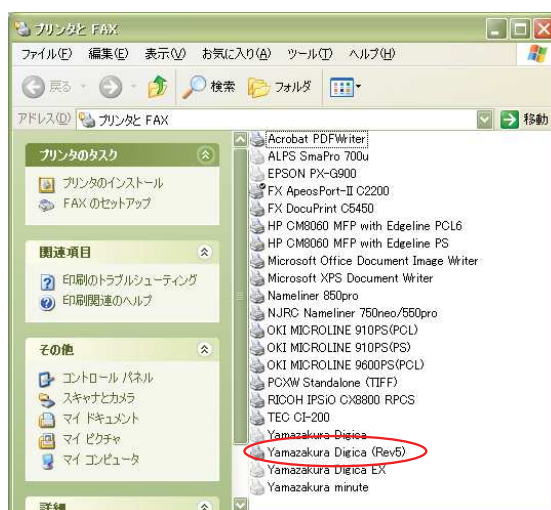 プリンタと FAX
ファイル(F) 編集(E) 表示(V) お気に入り(A) ツール(T) ヘルプ(H)
戻る 検索 フォルダ
アドレス(D) プリンタと FAX 移動
プリンタのタスク
プリンタのインストール
FAX のセットアップ
関連項目
印刷のトラブルシューティング
印刷関連のヘルプ
その他
コントロール パネル
スキャナとカメラ
マイ ドキュメント
マイ ピクチャ
マイ コンピュータ
詳細
Acrobat PDFWriter
ALPS SmaPro 700u
EPSON PX-G900
FX ApeosPort-II C2200
FX DocuPrint C5450
HP CM8060 MFP with Edgeline PCL6
HP CM8060 MFP with Edgeline PS
Microsoft Office Document Image Writer
Microsoft XPS Document Writer
Nameliner 850pro
NJRC Nameliner 750neo/550pro
OKI MICROLINE 910PS(PCL)
OKI MICROLINE 910PS(PS)
OKI MICROLINE 9600PS(PCL)
PCXW Standalone (TIFF)
RICOH IPSiO CX8800 RPCS
TEC CI-200
Yamazakura Digica
Yamazakura Digica (Rev5)
Yamazakura Digica EX
Yamazakura minute